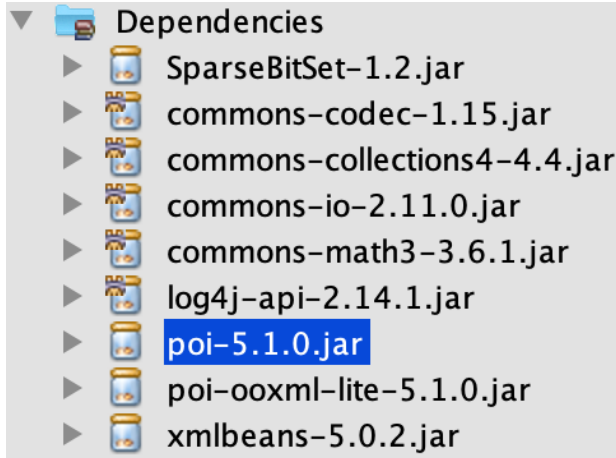 Dependencies
SparseBitSet-1.2.jar
commons-codec-1.15.jar
commons-collections4-4.4.jar
commons-io-2.11.0.jar
commons-math3-3.6.1.jar
log4j-api-2.14.1.jar
poi-5.1.0.jar
poi-ooxml-lite-5.1.0.jar
xmlbeans-5.0.2.jar